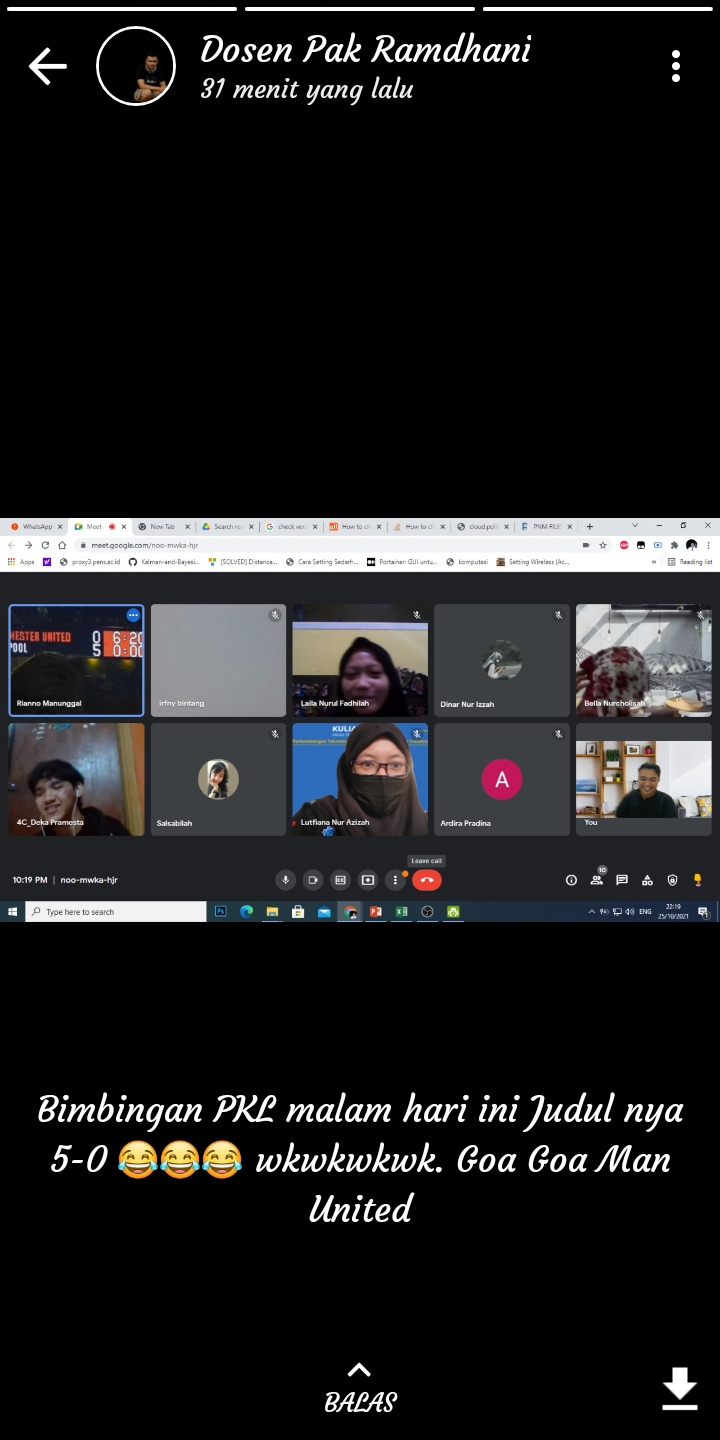 Dosen Pak Ramdhani
31 menit yang lalu
WhatsApp
Meet
New Tab
Search re
check ver
How to ch
How to ch
cloud.poli
PNM FILE
meet.google.com/noo-mwka-hjr
Apps
proxy3.pens.ac.id
Kalman-and-Bayesi...
[SOLVED] Distance...
Cara Setting Sederh...
Portainer: GUI untu...
komputasi
Setting Wireless (Ac...
Reading list
HESTER UNITED 0 6:20
POOL 5 0:00
Rianno Manunggal
irfny bintang
Laila Nurul Fadhilah
Dinar Nur Izzah
Bella Nurcholisah
KULIA
4C_Deka Pramesta
Salsabilah
Lutfiana Nur Azizah
A
Ardira Pradina
You
Leave call
10:19 PM | noo-mwka-hjr
10
Type here to search
ENG
22:19
25/10/2021
Bimbingan PKL malam hari ini Judul nya
5-0 😂😂😂 wkwkwkwk. Goa Goa Man
United
BALAS